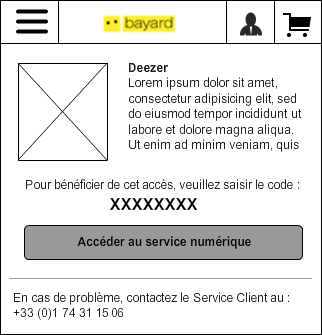 bayard
Deezer
Lorem ipsum dolor sit amet,
consectetur adipisicing elit, sed
do eiusmod tempor incididunt ut
labore et dolore magna aliqua.
Ut enim ad minim veniam, quis
Pour bénéficier de cet accès, veuillez saisir le code :
XXXXXXXX
Accéder au service numérique
En cas de problème, contactez le Service Client au :
+33 (0)1 74 31 15 06